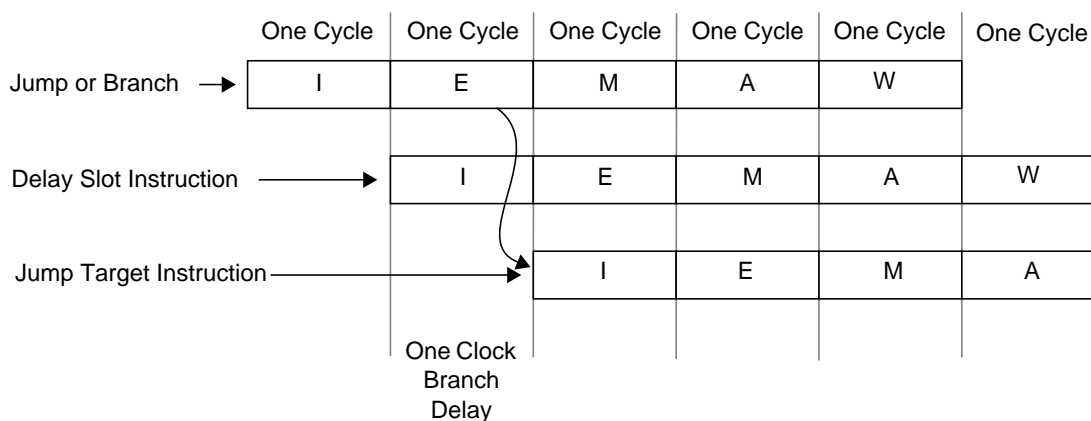 One Cycle One Cycle One Cycle One Cycle One Cycle One Cycle
Jump or Branch I E M A W
Delay Slot Instruction I E M A W
Jump Target Instruction I E M A
One Clock
Branch
Delay